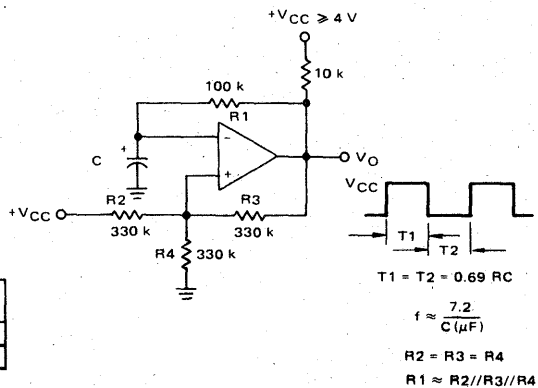 +VCC ≥ 4 V
10 k
100 k
R1
−
+
+
C
VO
+VCC
R2
330 k
R3
330 k
R4
330 k
VCC
T1
T2
T1 = T2 = 0.69 RC
f ≈ 7.2 / C (µF)
R2 = R3 = R4
R1 ≈ R2//R3//R4